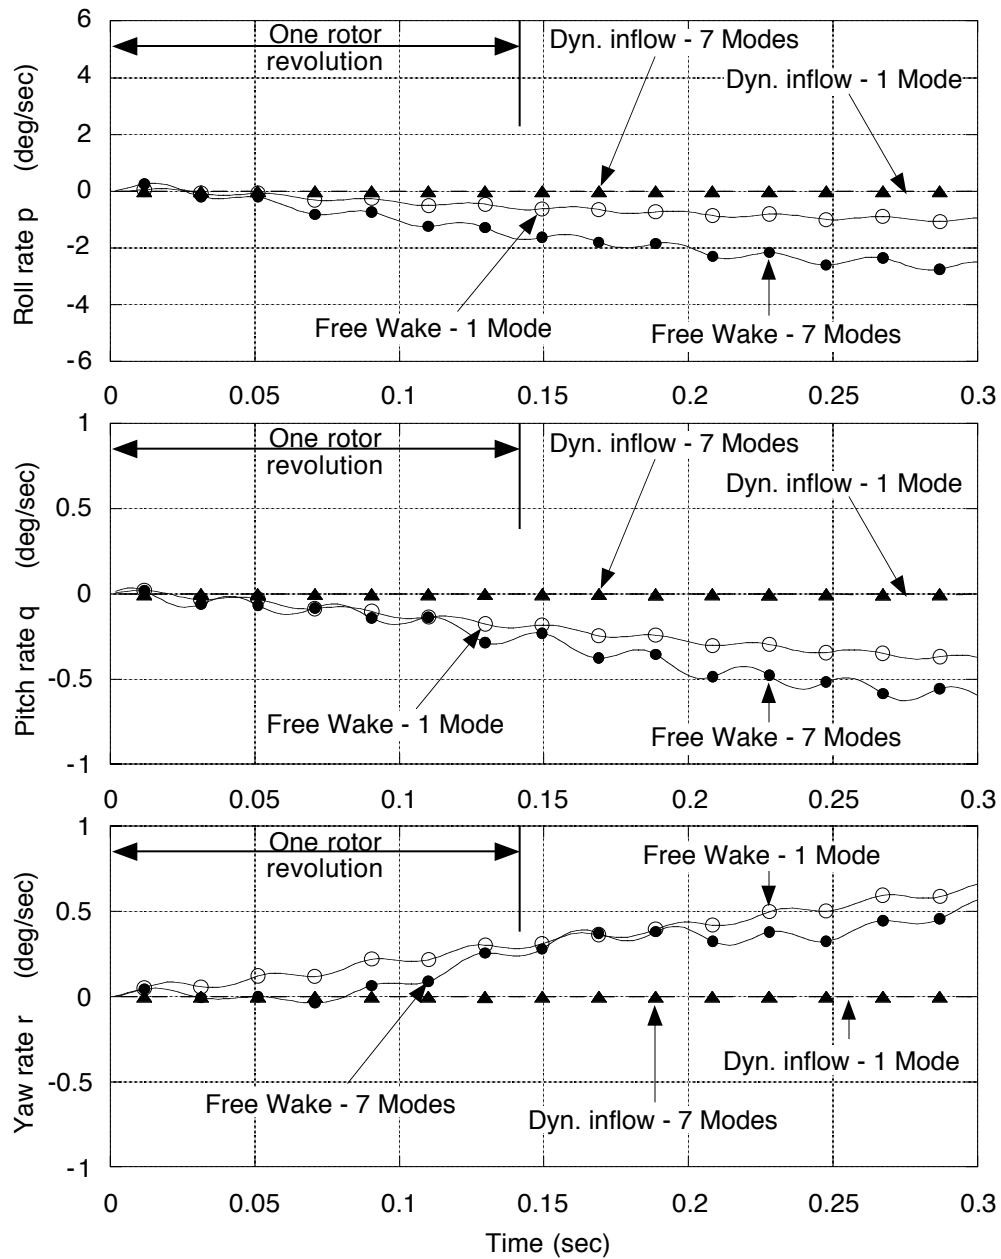 6
One rotor
revolution
Dyn. inflow - 7 Modes
Dyn. inflow - 1 Mode
4
2
0
-2
-4
-6
Roll rate p (deg/sec)
Free Wake - 1 Mode
Free Wake - 7 Modes
0 0.05 0.1 0.15 0.2 0.25 0.3
1
One rotor
revolution
Dyn. inflow - 7 Modes
Dyn. inflow - 1 Mode
0.5
0
-0.5
-1
Pitch rate q (deg/sec)
Free Wake - 1 Mode
Free Wake - 7 Modes
0 0.05 0.1 0.15 0.2 0.25 0.3
1
One rotor
revolution
Free Wake - 1 Mode
0.5
0
-0.5
-1
Yaw rate r (deg/sec)
Dyn. inflow - 1 Mode
Free Wake - 7 Modes
Dyn. inflow - 7 Modes
0 0.05 0.1 0.15 0.2 0.25 0.3
Time (sec)